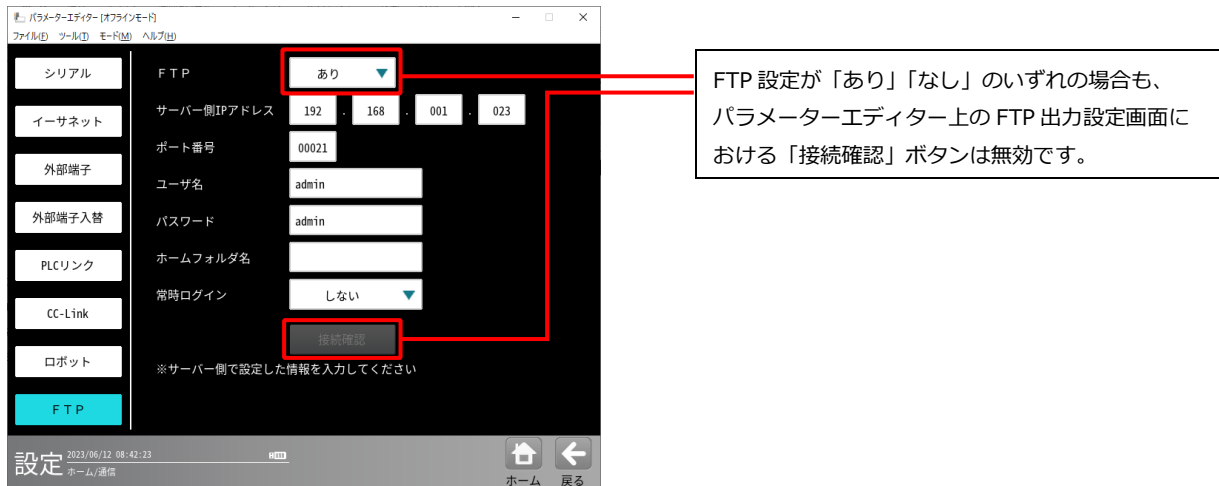 パラメーターエディター [オフラインモード]
ファイル(F) ツール(T) モード(M) ヘルプ(H)
シリアル
イーサネット
外部端子
外部端子入替
PLCリンク
CC-Link
ロボット
ＦＴＰ
ＦＴＰ あり
サーバー側IPアドレス 192 . 168 . 001 . 023
ポート番号 00021
ユーザ名 admin
パスワード admin
ホームフォルダ名
常時ログイン しない
接続確認
※サーバー側で設定した情報を入力してください
設定 2023/06/12 08:42:23
ホーム/通信
ホーム 戻る
FTP 設定が「あり」「なし」のいずれの場合も、
パラメーターエディター上の FTP 出力設定画面に
おける「接続確認」ボタンは無効です。